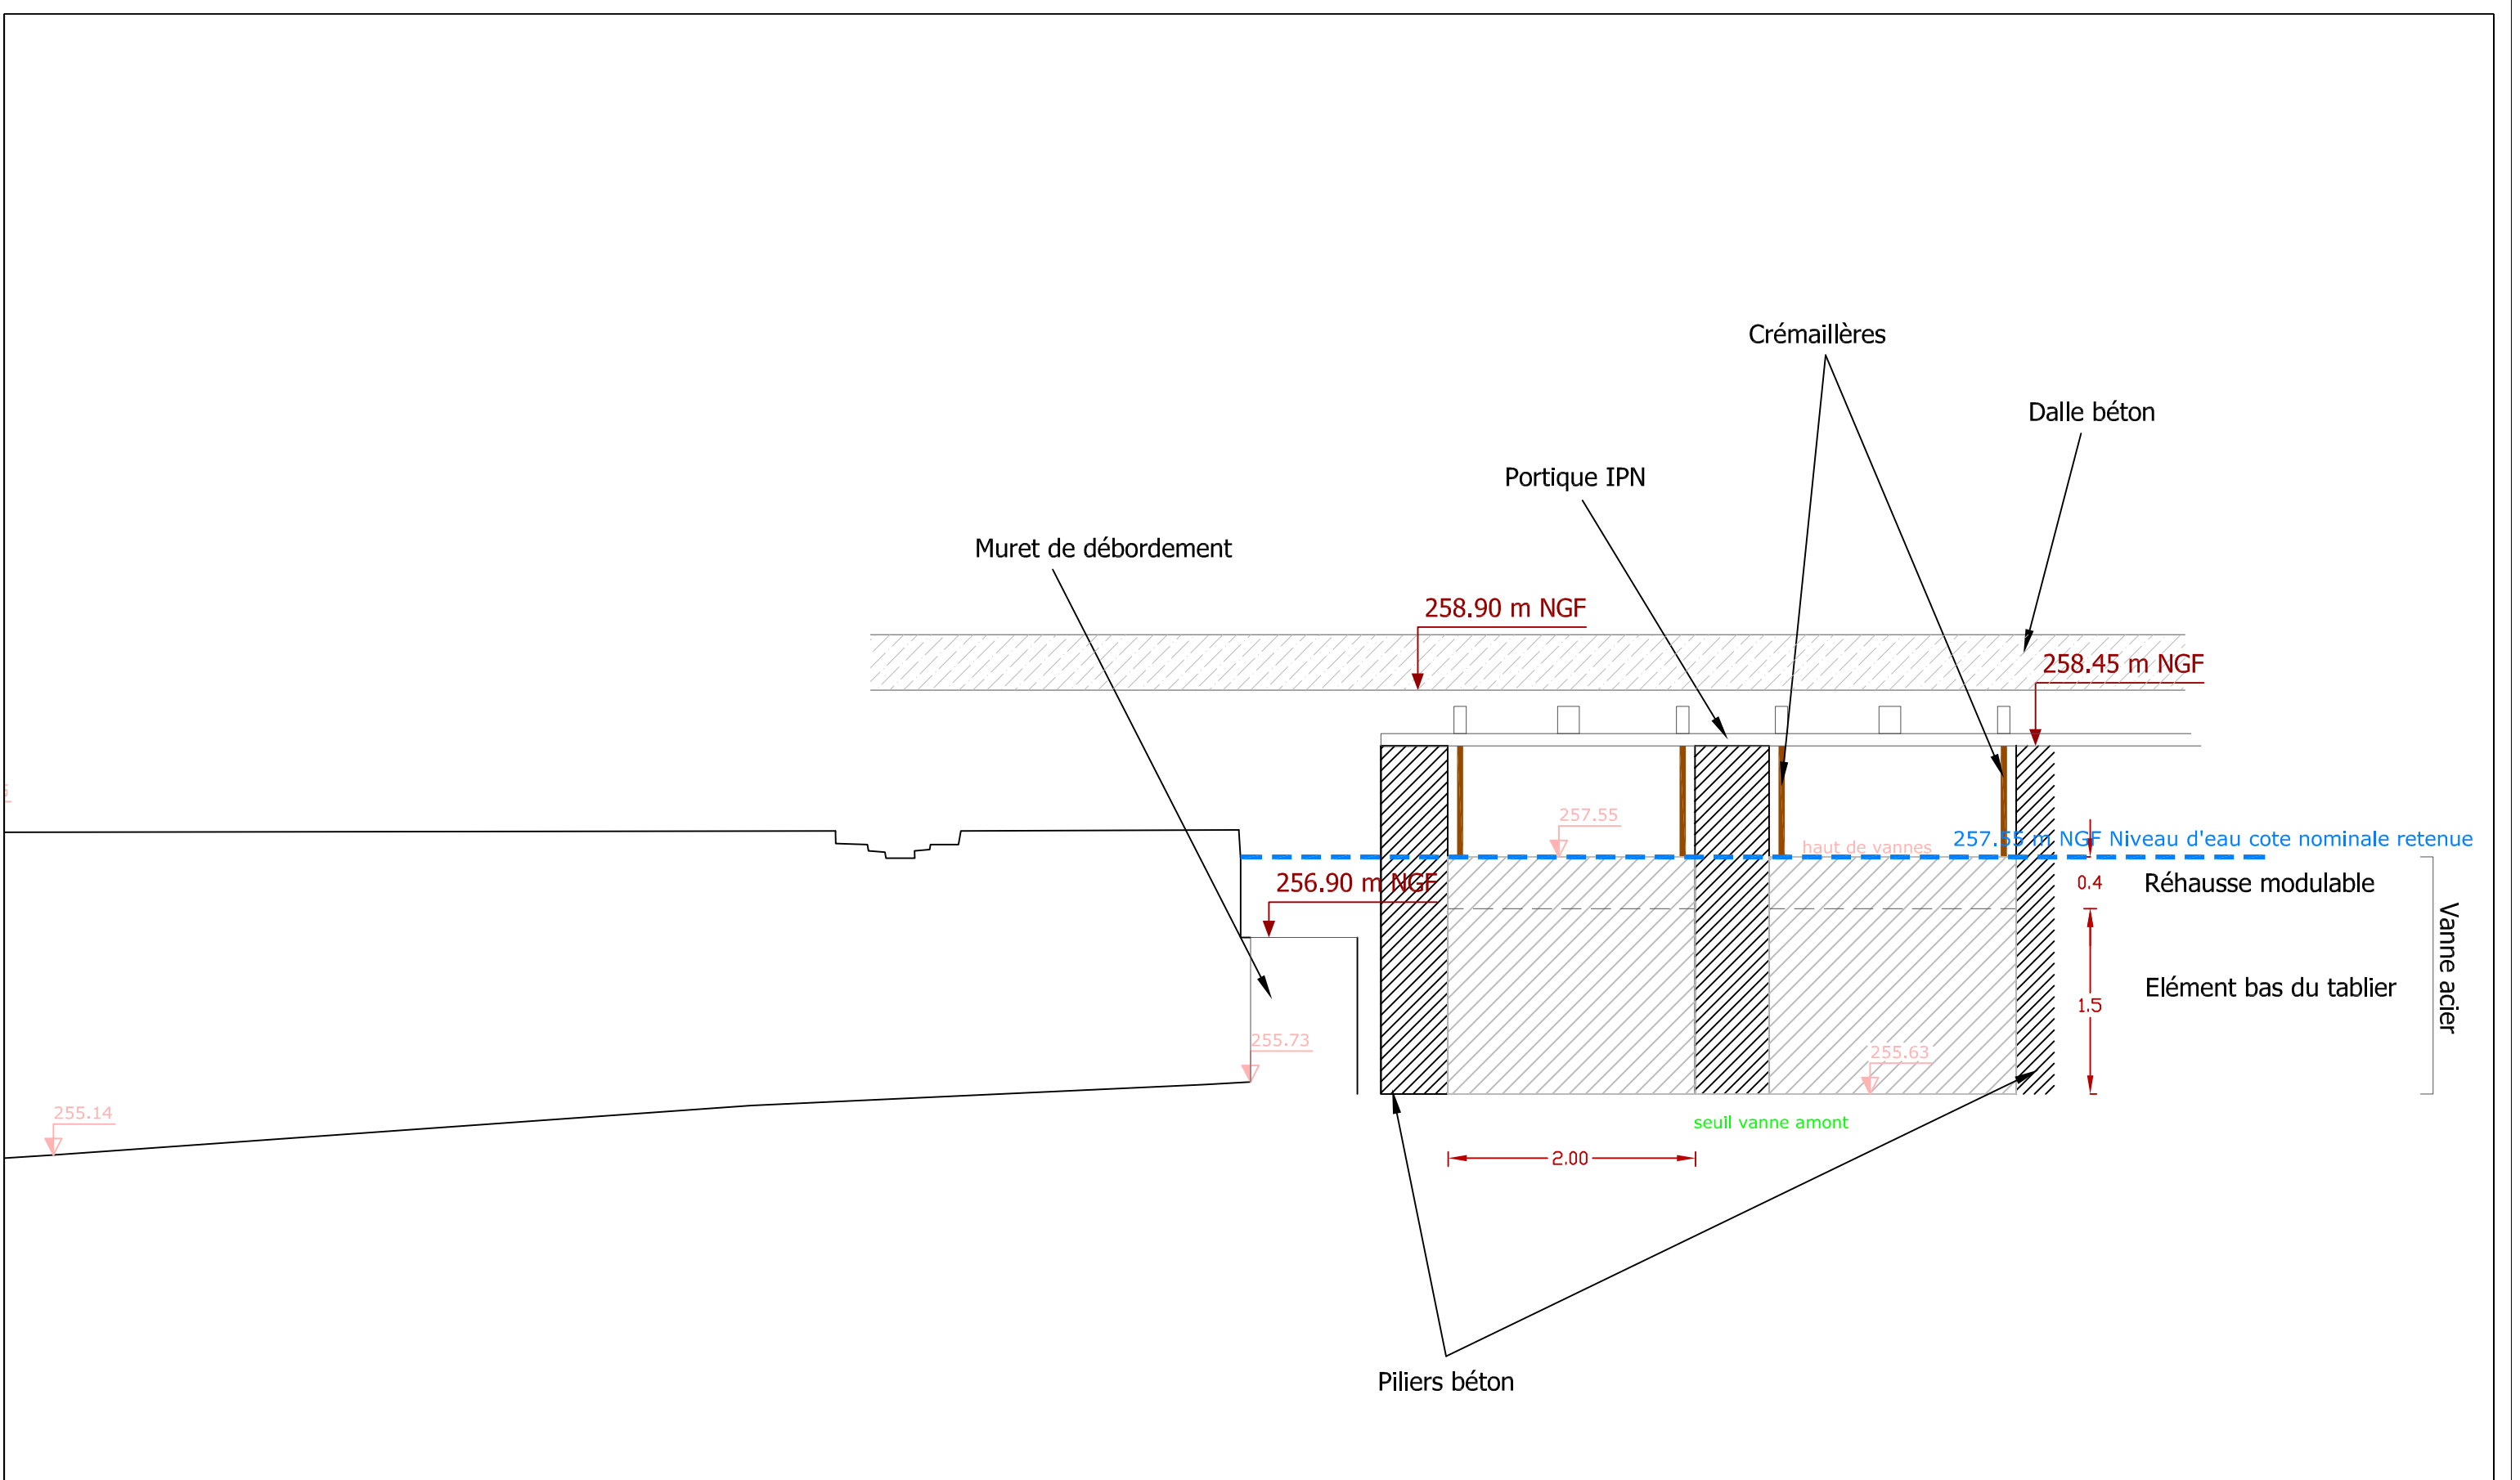 Crémaillères
Dalle béton
Portique IPN
Muret de débordement
258.90 m NGF
258.45 m NGF
257.55
257.55 m NGF Niveau d'eau cote nominale retenue
haut de vannes
256.90 m NGF
0.4
Réhausse modulable
Vanne acier
Elément bas du tablier
1.5
255.73
255.63
255.14
seuil vanne amont
2.00
Piliers béton